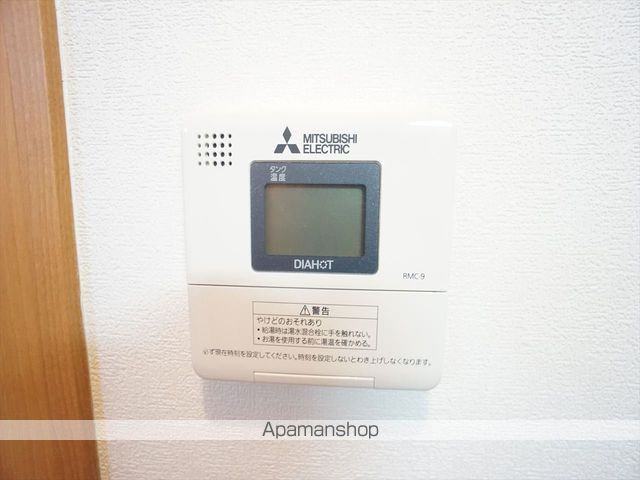 MITSUBISHI
ELECTRIC
タンク
温度
DIAHOT
RMC-9
⚠警告
やけどのおそれあり
・給湯時は湯水混合栓に手を触れない。
・お湯を使用する前に湯温を確かめる。
必ず現在時刻を設定してください。時刻を設定しないとわき上げしなくなります。
Apamanshop